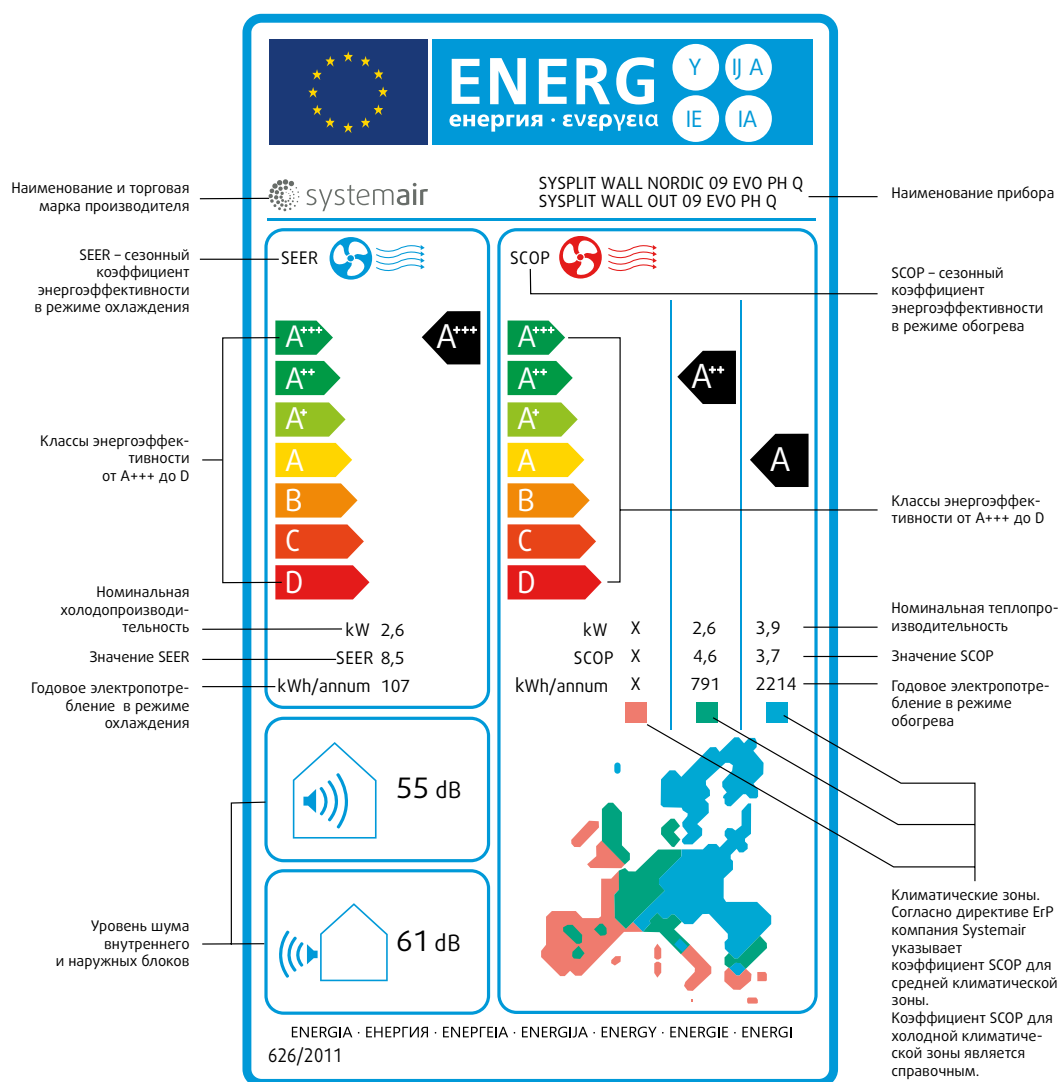 ENERG
енергия · ενεργεια
Y
IJ A
IE
IA
Наименование и торговая
марка производителя
systemair
SYSPLIT WALL NORDIC 09 EVO PH Q
SYSPLIT WALL OUT 09 EVO PH Q
Наименование прибора
SEER – сезонный
коэффициент
энергоэффективности
в режиме охлаждения
SEER
SCOP
SCOP – сезонный
коэффициент
энергоэффективности
в режиме обогрева
A+++
A++
A+
A
B
C
D
A+++
A+++
A++
A+
A
B
C
D
A++
A
Классы энергоэффек-
тивности
от A+++ до D
Классы энергоэффек-
тивности от A+++ до D
Номинальная
холодопроизводи-
тельность
kW 2,6
Значение SEER
SEER 8,5
Годовое электропотре-
бление в режиме
охлаждения
kWh/annum 107
kW X 2,6 3,9
SCOP X 4,6 3,7
kWh/annum X 791 2214
Номинальная теплопро-
изводительность
Значение SCOP
Годовое электропотре-
бление в режиме
обогрева
55 dB
61 dB
Уровень шума
внутреннего
и наружных блоков
Климатические зоны.
Согласно директиве ErP
компания Systemair
указывает
коэффициент SCOP для
средней климатической
зоны.
Коэффициент SCOP для
холодной климатиче-
ской зоны является
справочным.
ENERGIA · ЕНЕРГИЯ · ΕΝΕΡΓΕΙΑ · ENERGIJA · ENERGY · ENERGIE · ENERGI
626/2011